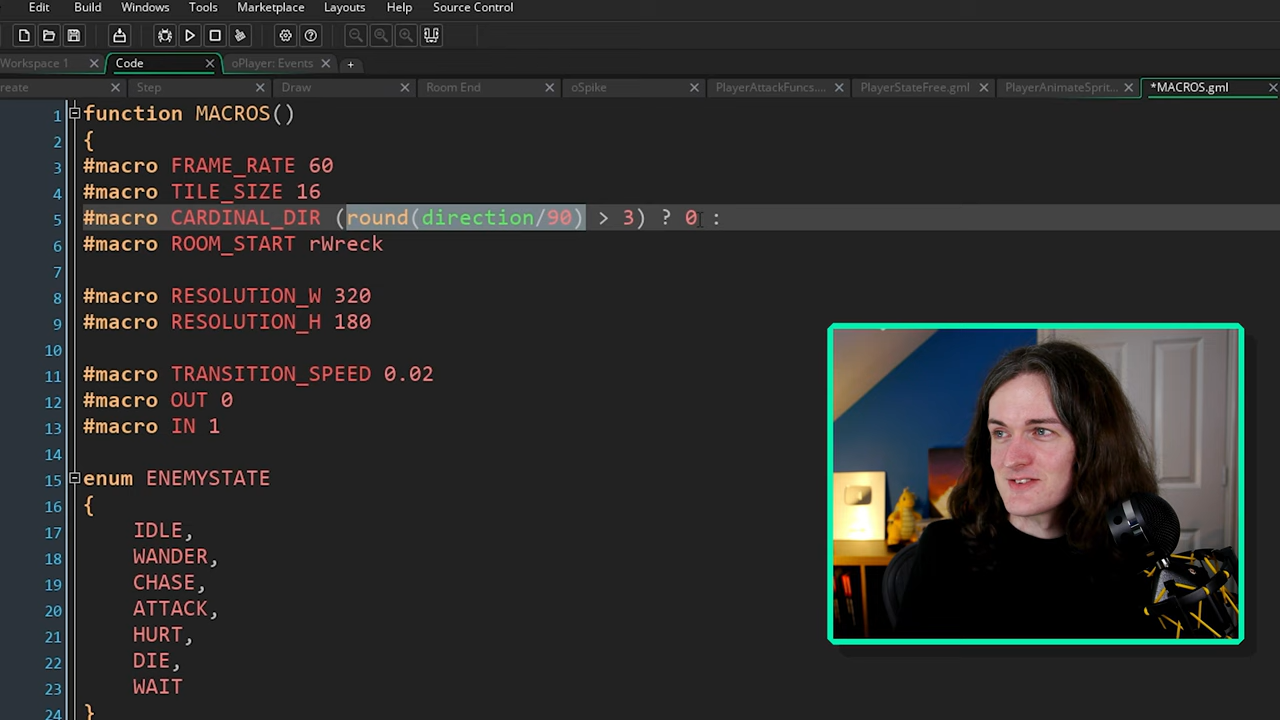 Edit Build Windows Tools Marketplace Layouts Help Source Control
Workspace 1 Code oPlayer: Events
reate Step Draw Room End oSpike PlayerAttackFuncs.... PlayerStateFree.gml PlayerAnimateSprit... *MACROS.gml
1 function MACROS()
2 {
3 #macro FRAME_RATE 60
4 #macro TILE_SIZE 16
5 #macro CARDINAL_DIR (round(direction/90) > 3) ? 0 :
6 #macro ROOM_START rWreck
7
8 #macro RESOLUTION_W 320
9 #macro RESOLUTION_H 180
10
11 #macro TRANSITION_SPEED 0.02
12 #macro OUT 0
13 #macro IN 1
14
15 enum ENEMYSTATE
16 {
17 IDLE,
18 WANDER,
19 CHASE,
20 ATTACK,
21 HURT,
22 DIE,
23 WAIT
24 }